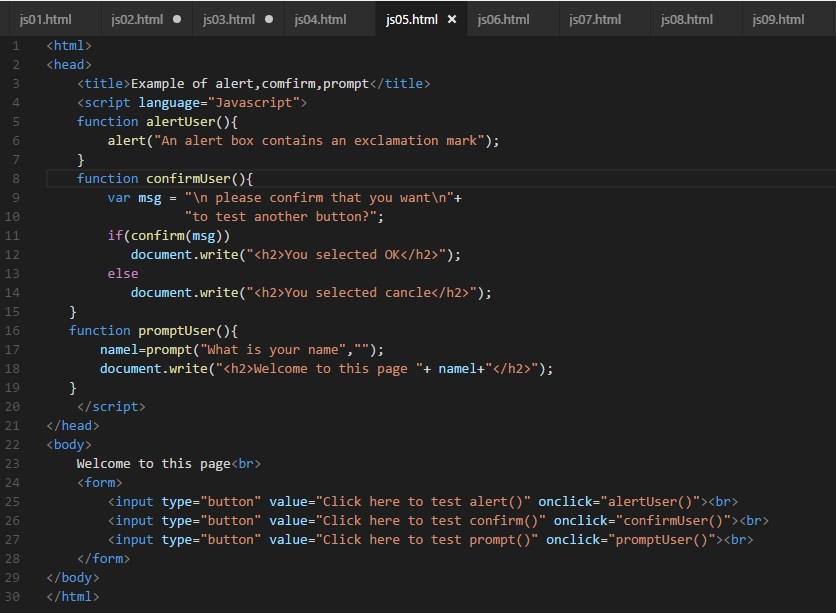 js01.html js02.html js03.html js04.html js05.html js06.html js07.html js08.html js09.html
1 <html>
2 <head>
3 <title>Example of alert,comfirm,prompt</title>
4 <script language="Javascript">
5 function alertUser(){
6 alert("An alert box contains an exclamation mark");
7 }
8 function confirmUser(){
9 var msg = "\n please confirm that you want\n"+
10 "to test another button?";
11 if(confirm(msg))
12 document.write("<h2>You selected OK</h2>");
13 else
14 document.write("<h2>You selected cancle</h2>");
15 }
16 function promptUser(){
17 namel=prompt("What is your name","");
18 document.write("<h2>Welcome to this page "+ namel+"</h2>");
19 }
20 </script>
21 </head>
22 <body>
23 Welcome to this page<br>
24 <form>
25 <input type="button" value="Click here to test alert()" onclick="alertUser()"><br>
26 <input type="button" value="Click here to test confirm()" onclick="confirmUser()"><br>
27 <input type="button" value="Click here to test prompt()" onclick="promptUser()"><br>
28 </form>
29 </body>
30 </html>